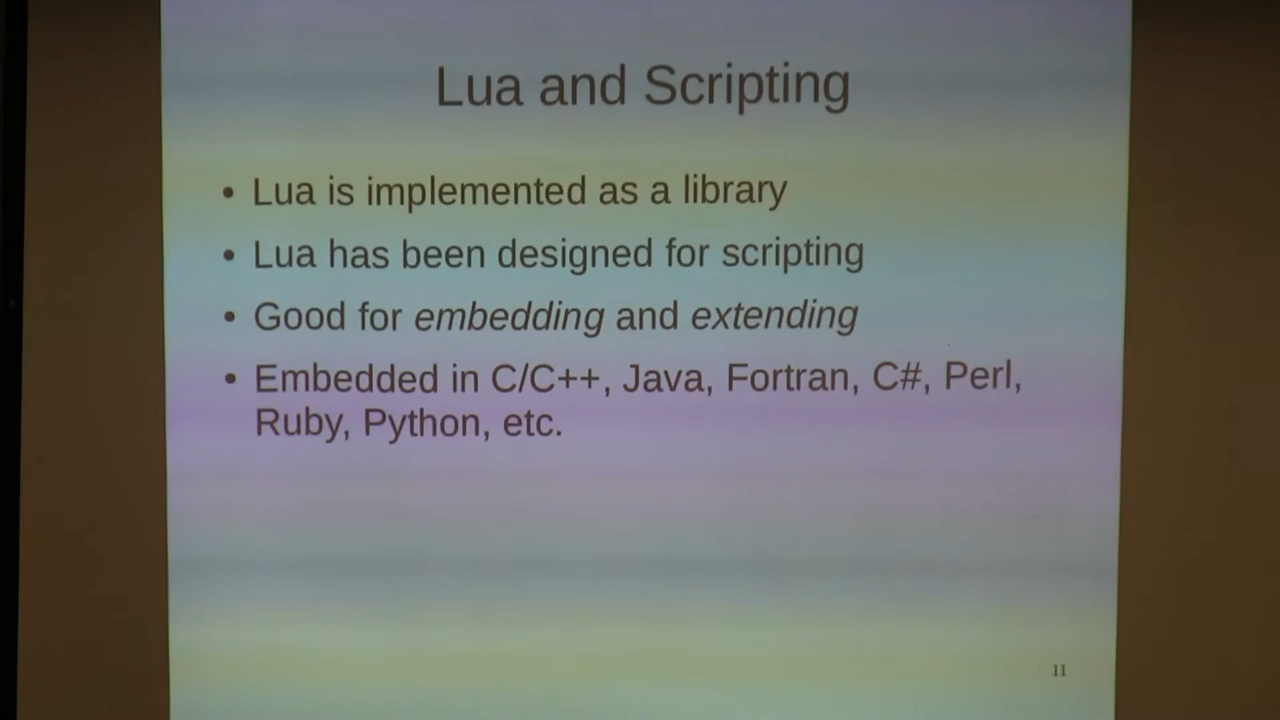 Lua and Scripting
• Lua is implemented as a library
• Lua has been designed for scripting
• Good for embedding and extending
• Embedded in C/C++, Java, Fortran, C#, Perl,
Ruby, Python, etc.
11